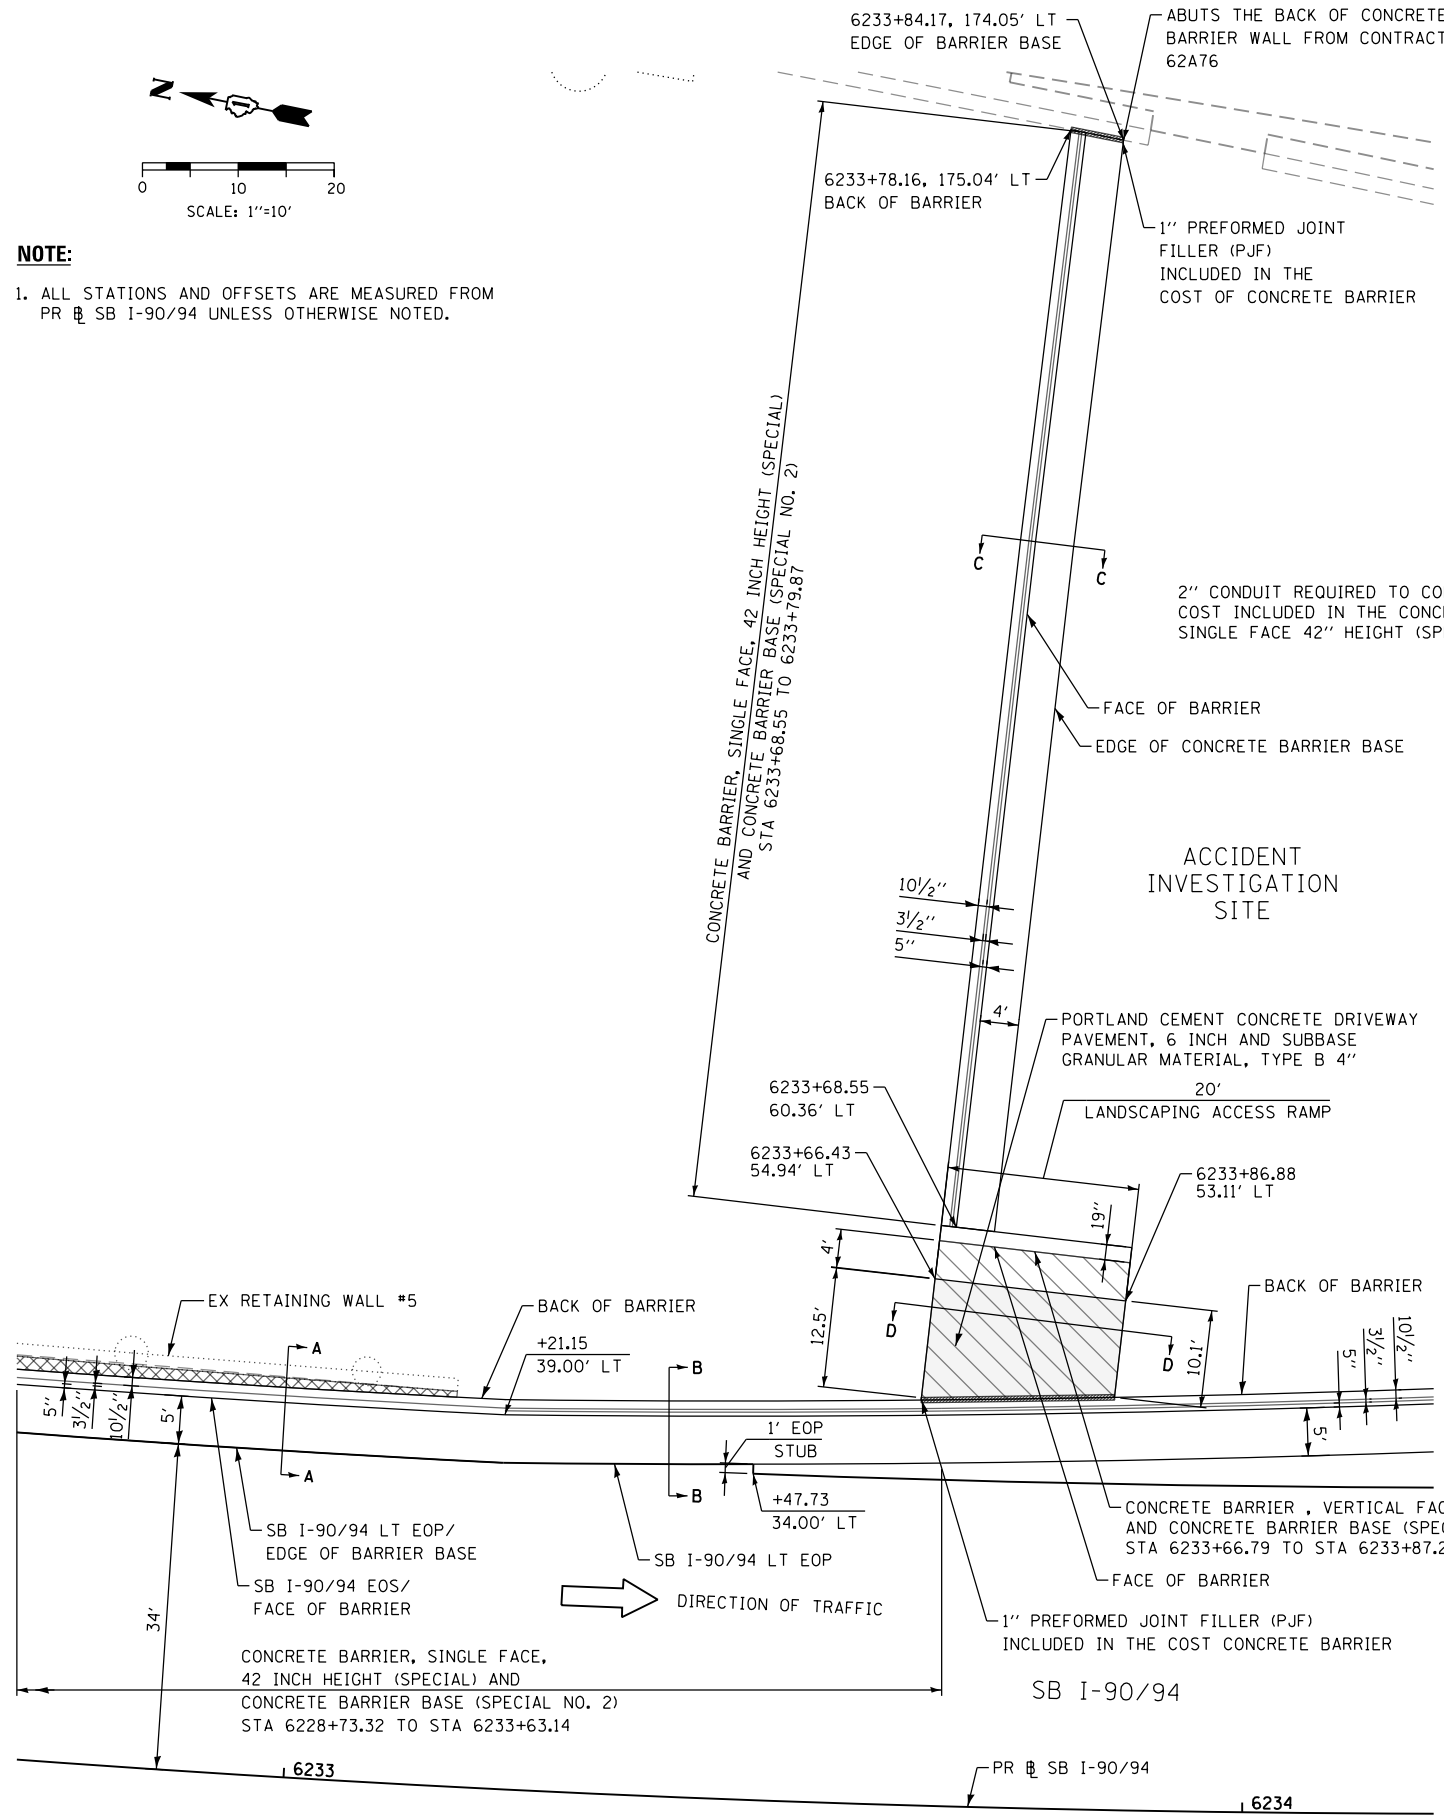 6233+84.17, 174.05' LT
EDGE OF BARRIER BASE
ABUTS THE BACK OF CONCRETE
BARRIER WALL FROM CONTRACT
62A76
N
0 10 20
SCALE: 1''=10'
6233+78.16, 175.04' LT
BACK OF BARRIER
1'' PREFORMED JOINT
FILLER (PJF)
INCLUDED IN THE
COST OF CONCRETE BARRIER
NOTE:
1. ALL STATIONS AND OFFSETS ARE MEASURED FROM
PR ⅊ SB I-90/94 UNLESS OTHERWISE NOTED.
CONCRETE BARRIER, SINGLE FACE, 42 INCH HEIGHT (SPECIAL)
AND CONCRETE BARRIER BASE (SPECIAL NO. 2)
STA 6233+68.55 TO 6233+79.87
C
C
2'' CONDUIT REQUIRED TO CO
COST INCLUDED IN THE CONC
SINGLE FACE 42'' HEIGHT (SP
FACE OF BARRIER
EDGE OF CONCRETE BARRIER BASE
ACCIDENT
INVESTIGATION
SITE
10½''
3½''
5''
4'
PORTLAND CEMENT CONCRETE DRIVEWAY
PAVEMENT, 6 INCH AND SUBBASE
GRANULAR MATERIAL, TYPE B 4''
20'
LANDSCAPING ACCESS RAMP
6233+68.55
60.36' LT
6233+66.43
54.94' LT
6233+86.88
53.11' LT
19''
4'
12.5'
D
D
10.1'
EX RETAINING WALL #5
BACK OF BARRIER
+21.15
39.00' LT
A
A
B
B
BACK OF BARRIER
5''
3½''
10½''
5'
5''
3½''
10½''
5'
1' EOP
STUB
+47.73
34.00' LT
SB I-90/94 LT EOP/
EDGE OF BARRIER BASE
SB I-90/94 EOS/
FACE OF BARRIER
SB I-90/94 LT EOP
CONCRETE BARRIER , VERTICAL FAC
AND CONCRETE BARRIER BASE (SPEC
STA 6233+66.79 TO STA 6233+87.2
FACE OF BARRIER
DIRECTION OF TRAFFIC
1'' PREFORMED JOINT FILLER (PJF)
INCLUDED IN THE COST CONCRETE BARRIER
34'
CONCRETE BARRIER, SINGLE FACE,
42 INCH HEIGHT (SPECIAL) AND
CONCRETE BARRIER BASE (SPECIAL NO. 2)
STA 6228+73.32 TO STA 6233+63.14
SB I-90/94
6233
PR ⅊ SB I-90/94
6234